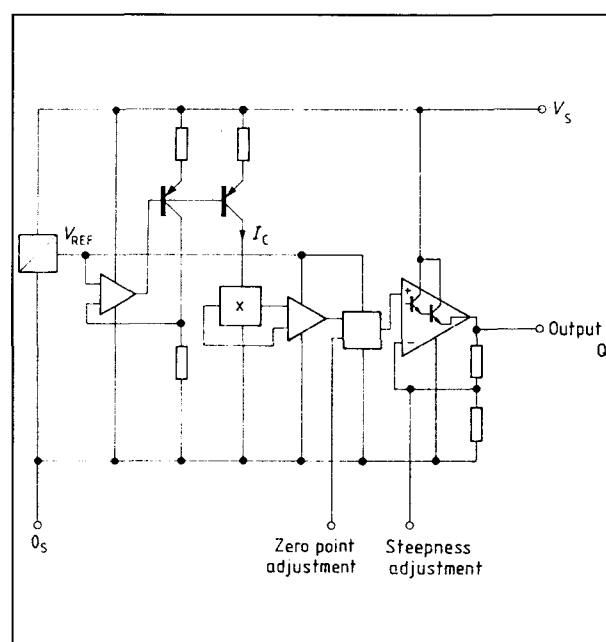 V_S
V_REF
I_C
X
+
−
Output
Q
0_S
Zero point
adjustment
Steepness
adjustment